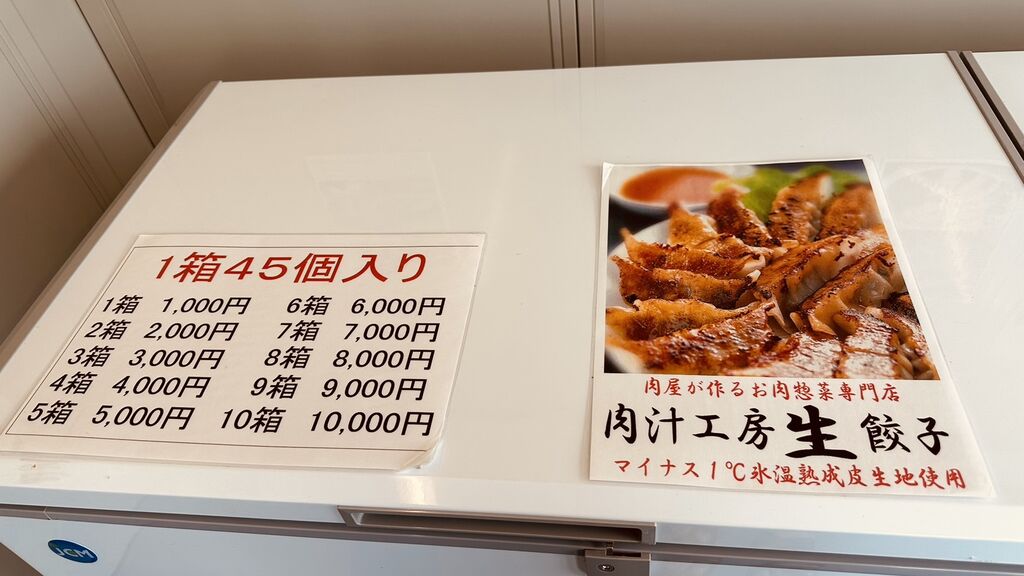 1箱45個入り
1箱 1,000円 6箱 6,000円
2箱 2,000円 7箱 7,000円
3箱 3,000円 8箱 8,000円
4箱 4,000円 9箱 9,000円
5箱 5,000円 10箱 10,000円
肉屋が作るお肉惣菜専門店
肉汁工房生餃子
マイナス1℃氷温熟成皮生地使用
JCM